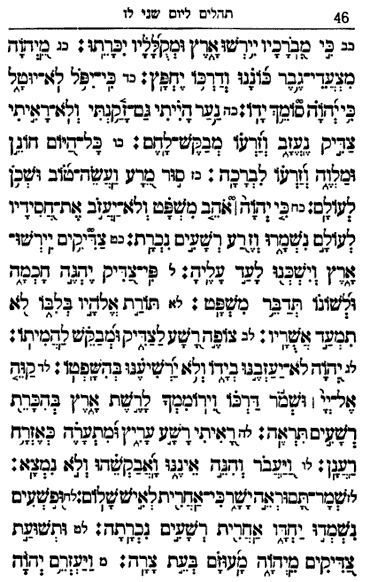 תהלים ליום שני לז 46
כב כִּי מְבֹרָכָיו יִירְשׁוּ אָרֶץ וּמְקֻלָּלָיו יִכָּרֵתוּ: כג מֵיְהוָה
מִצְעֲדֵי־גֶבֶר כּוֹנָנוּ וְדַרְכּוֹ יֶחְפָּץ: כד כִּי־יִפֹּל לֹא־יוּטָל
כִּי־יְהוָה סוֹמֵךְ יָדוֹ: כה נַעַר הָיִיתִי גַּם־זָקַנְתִּי וְלֹא־רָאִיתִי
צַדִּיק נֶעֱזָב וְזַרְעוֹ מְבַקֶּשׁ־לָחֶם: כו כָּל־הַיּוֹם חוֹנֵן
וּמַלְוֶה וְזַרְעוֹ לִבְרָכָה: כז סוּר מֵרָע וַעֲשֵׂה־טוֹב וּשְׁכֹן
לְעוֹלָם: כח כִּי יְהוָה ׀ אֹהֵב מִשְׁפָּט וְלֹא־יַעֲזֹב אֶת־חֲסִידָיו
לְעוֹלָם נִשְׁמָרוּ וְזֶרַע רְשָׁעִים נִכְרָת: כט צַדִּיקִים יִירְשׁוּ־
אָרֶץ וְיִשְׁכְּנוּ לָעַד עָלֶיהָ: ל פִּי־צַדִּיק יֶהְגֶּה חָכְמָה
וּלְשׁוֹנוֹ תְּדַבֵּר מִשְׁפָּט: לא תּוֹרַת אֱלֹהָיו בְּלִבּוֹ לֹא
תִמְעַד אֲשֻׁרָיו: לב צוֹפֶה רָשָׁע לַצַּדִּיק וּמְבַקֵּשׁ לַהֲמִיתוֹ:
לג יְהוָה לֹא־יַעַזְבֶנּוּ בְיָדוֹ וְלֹא יַרְשִׁיעֶנּוּ בְּהִשָּׁפְטוֹ: לד קַוֵּה
אֶל־יְיָ ׀ וּשְׁמֹר דַּרְכּוֹ וִירוֹמִמְךָ לָרֶשֶׁת אָרֶץ בְּהִכָּרֵת
רְשָׁעִים תִּרְאֶה: לה רָאִיתִי רָשָׁע עָרִיץ וּמִתְעָרֶה כְּאֶזְרָח
רַעֲנָן: לו וַיַּעֲבֹר וְהִנֵּה אֵינֶנּוּ וָאֲבַקְשֵׁהוּ וְלֹא נִמְצָא:
לז שְׁמָר־תָּם וּרְאֵה יָשָׁר כִּי־אַחֲרִית לְאִישׁ שָׁלוֹם: לח וּפֹשְׁעִים
נִשְׁמְדוּ יַחְדָּו אַחֲרִית רְשָׁעִים נִכְרָתָה: לט וּתְשׁוּעַת
צַדִּיקִים מֵיְהוָה מָעוּזָּם בְּעֵת צָרָה: מ וַיַּעְזְרֵם יְהוָה